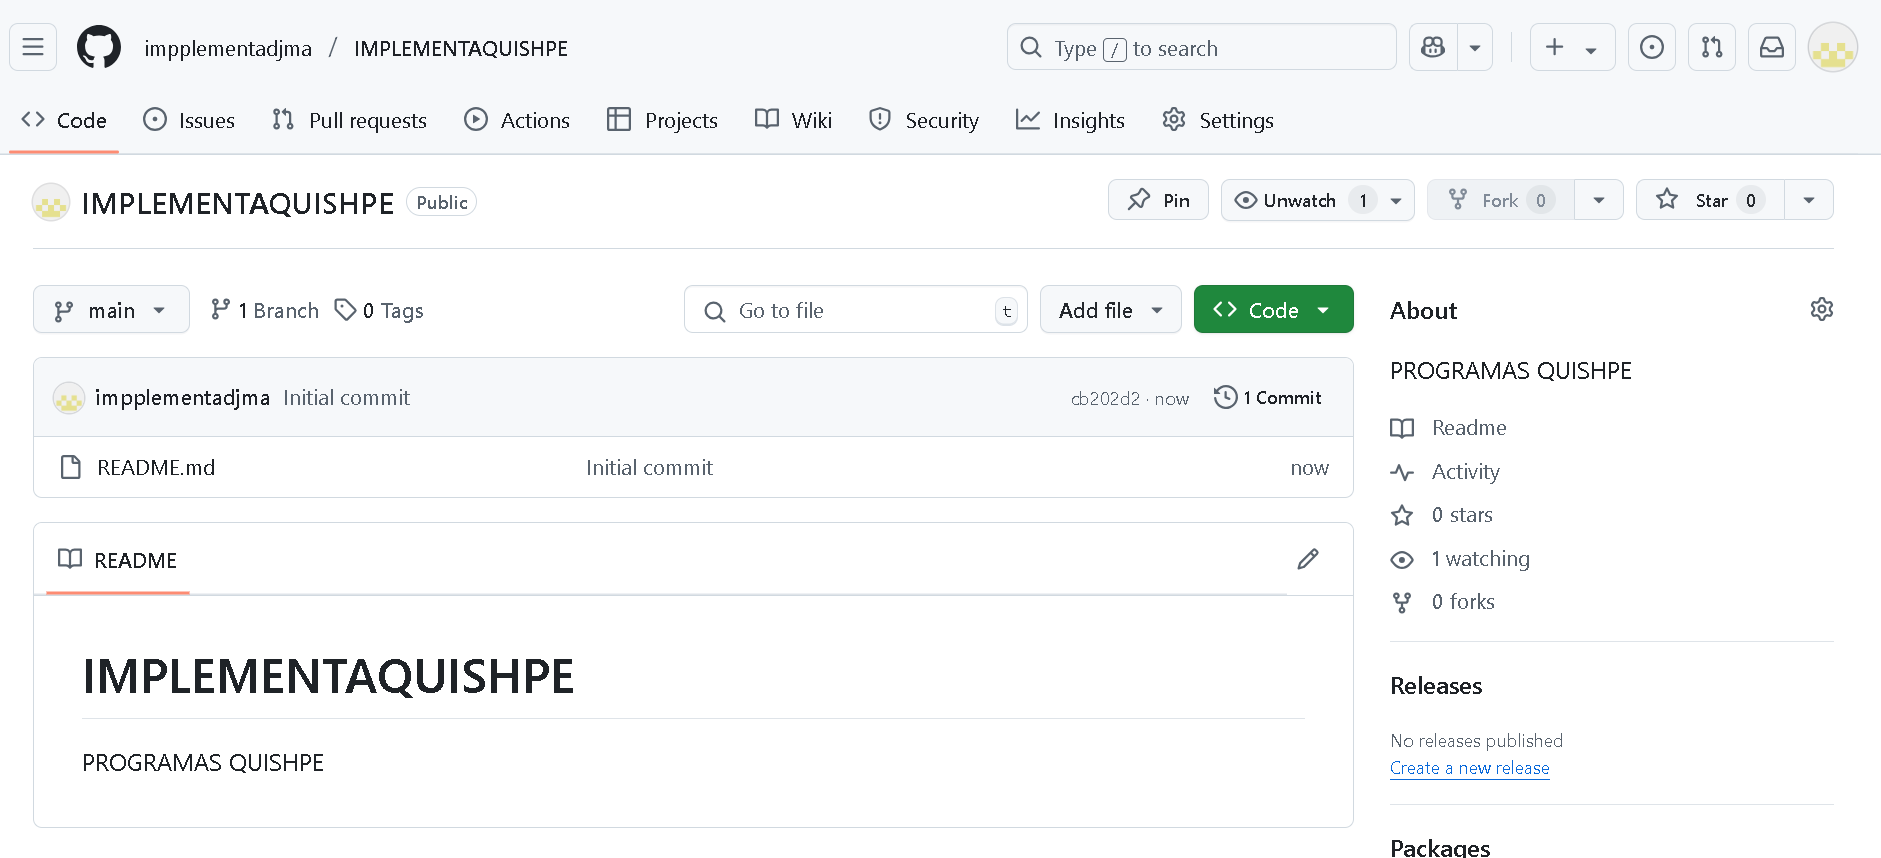 impplementadjma / IMPLEMENTAQUISHPE
Type / to search
Code
Issues
Pull requests
Actions
Projects
Wiki
Security
Insights
Settings
IMPLEMENTAQUISHPE Public
Pin
Unwatch 1
Fork 0
Star 0
main
1 Branch
0 Tags
Go to file t
Add file
Code
impplementadjma Initial commit
cb202d2 · now
1 Commit
README.md Initial commit now
README
IMPLEMENTAQUISHPE
PROGRAMAS QUISHPE
About
PROGRAMAS QUISHPE
Readme
Activity
0 stars
1 watching
0 forks
Releases
No releases published
Create a new release
Packages